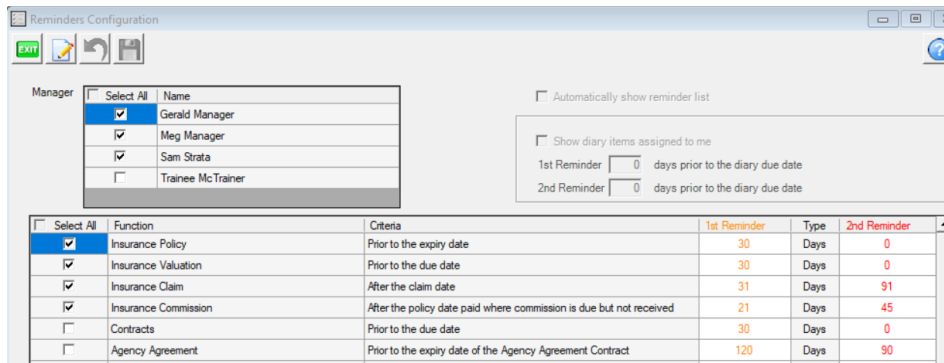 Reminders Configuration
EXIT
Manager Select All Name
Gerald Manager
Meg Manager
Sam Strata
Trainee McTrainer
Automatically show reminder list
Show diary items assigned to me
1st Reminder 0 days prior to the diary due date
2nd Reminder 0 days prior to the diary due date
Select All Function Criteria 1st Reminder Type 2nd Reminder
Insurance Policy Prior to the expiry date 30 Days 0
Insurance Valuation Prior to the due date 30 Days 0
Insurance Claim After the claim date 31 Days 91
Insurance Commission After the policy date paid where commission is due but not received 21 Days 45
Contracts Prior to the due date 30 Days 0
Agency Agreement Prior to the expiry date of the Agency Agreement Contract 120 Days 90